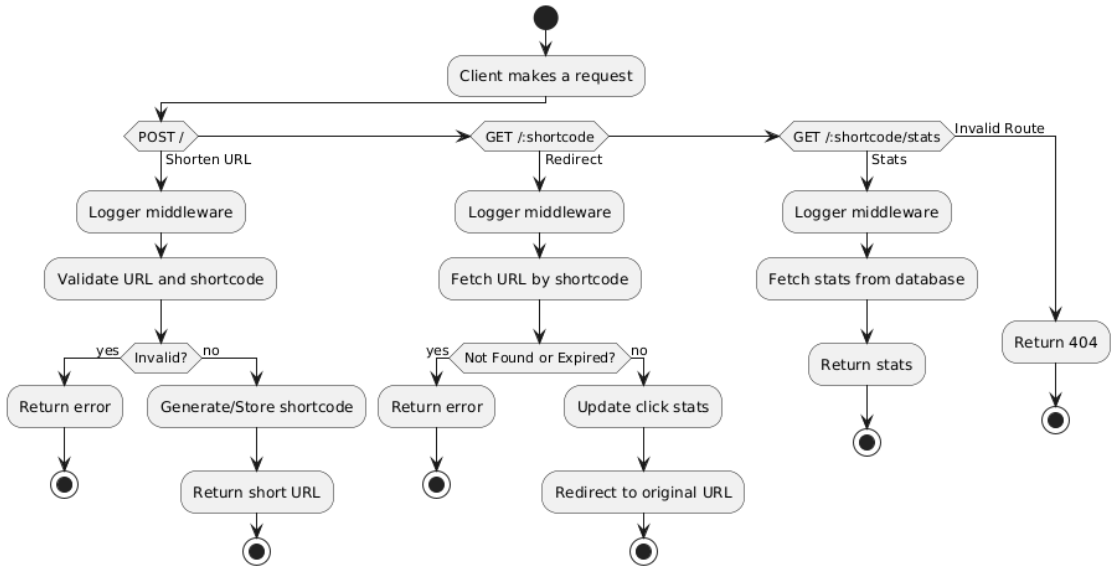 Client makes a request
POST /
Shorten URL
Logger middleware
Validate URL and shortcode
Invalid?
yes
no
Return error
Generate/Store shortcode
Return short URL
GET /:shortcode
Redirect
Logger middleware
Fetch URL by shortcode
Not Found or Expired?
yes
no
Return error
Update click stats
Redirect to original URL
GET /:shortcode/stats
Stats
Logger middleware
Fetch stats from database
Return stats
Invalid Route
Return 404